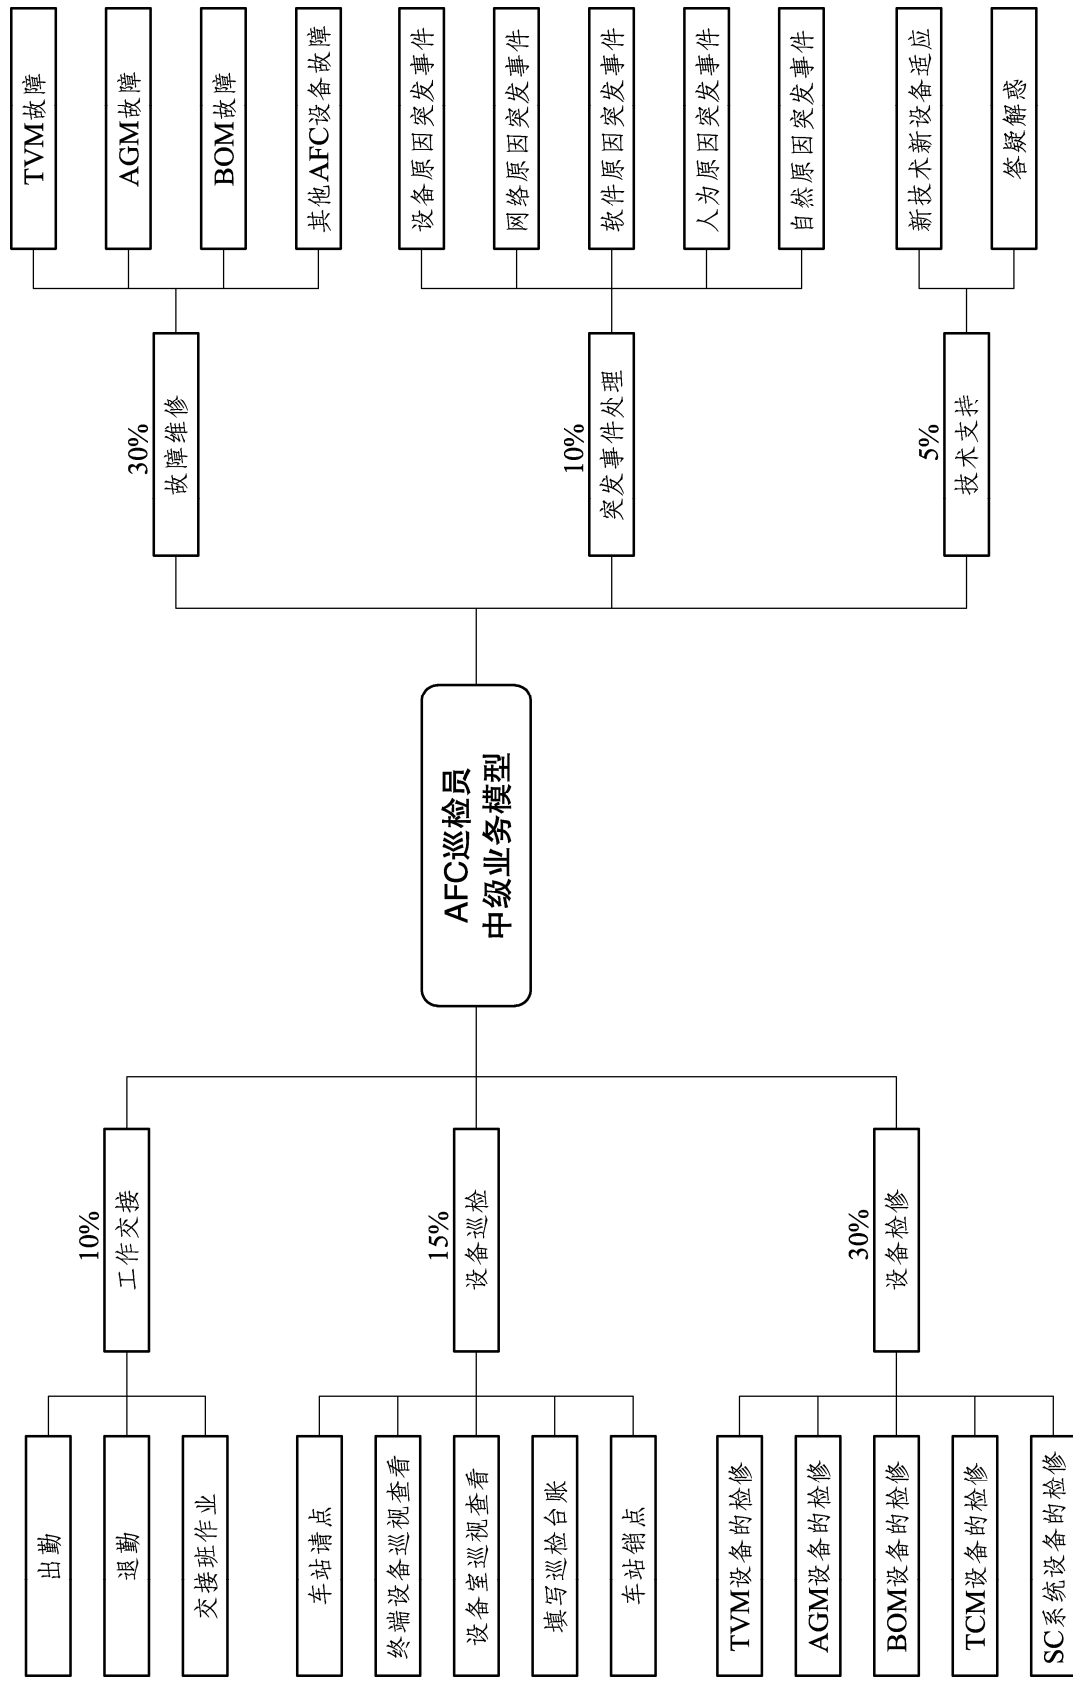 AFC巡检员
中级业务模型
10%
工作交接
出勤
退勤
交接班作业
15%
设备巡检
车站请点
终端设备巡视查看
设备室巡视查看
填写巡检台账
车站销点
30%
设备检修
TVM设备的检修
AGM设备的检修
BOM设备的检修
TCM设备的检修
SC系统设备的检修
30%
故障维修
TVM故障
AGM故障
BOM故障
其他AFC设备故障
10%
突发事件处理
设备原因突发事件
网络原因突发事件
软件原因突发事件
人为原因突发事件
自然原因突发事件
5%
技术支持
新技术新设备适应
答疑解惑